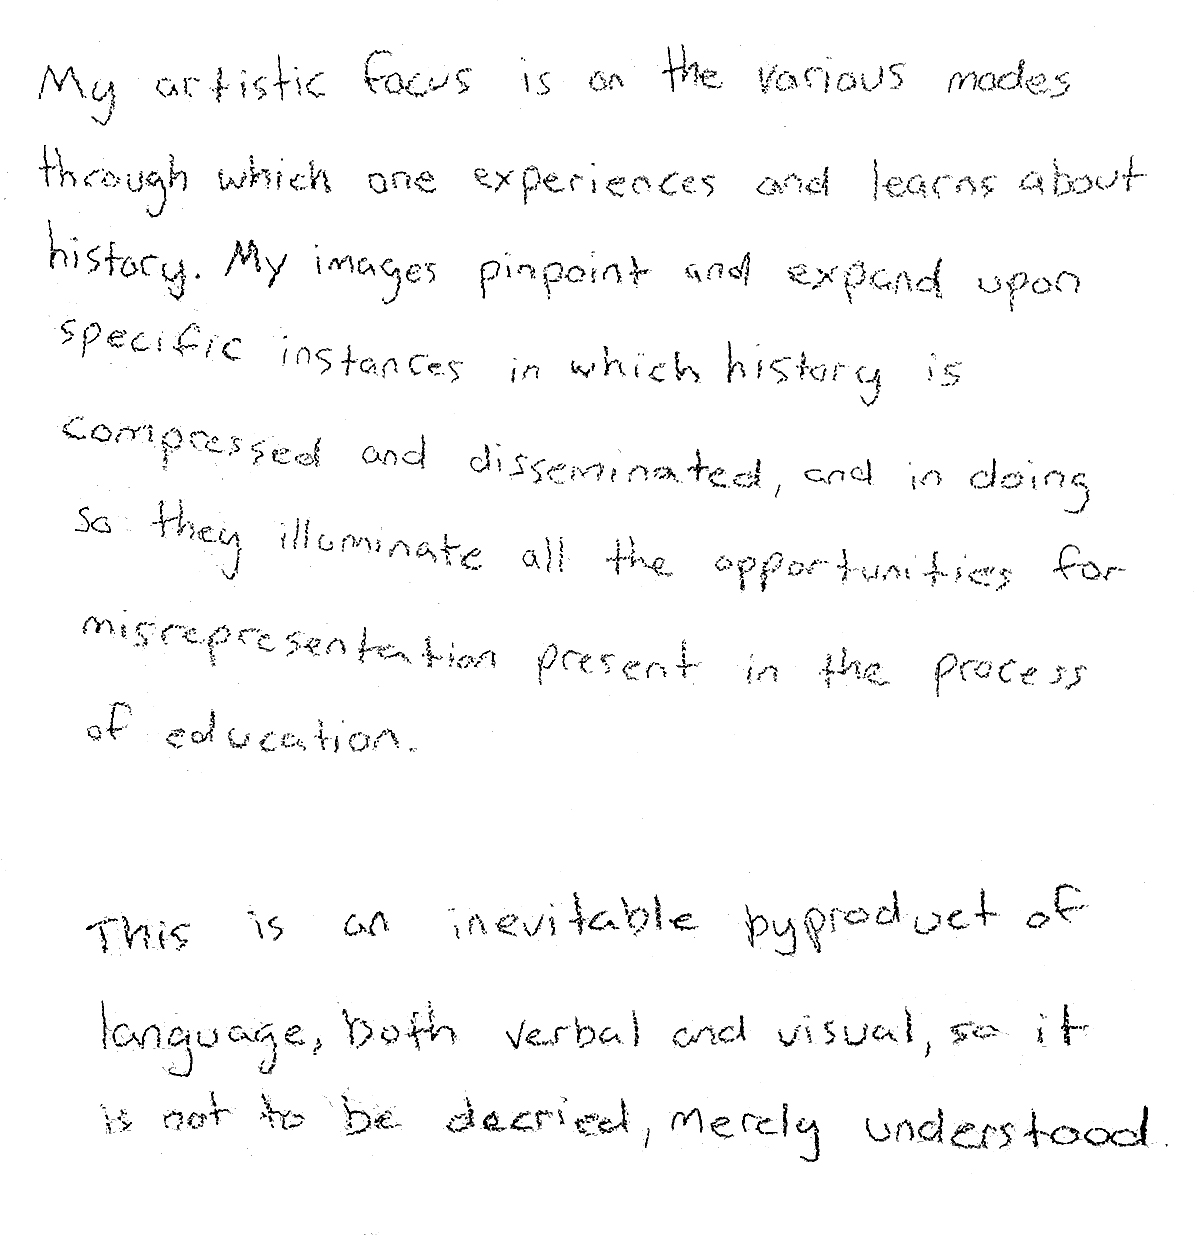 My artistic focus is on the various modes
through which one experiences and learns about
history. My images pinpoint and expand upon
specific instances in which history is
compressed and disseminated, and in doing
so they illuminate all the opportunities for
misrepresentation present in the process
of education.
This is an inevitable byproduct of
language, both verbal and visual, so it
is not to be decried, merely understood.